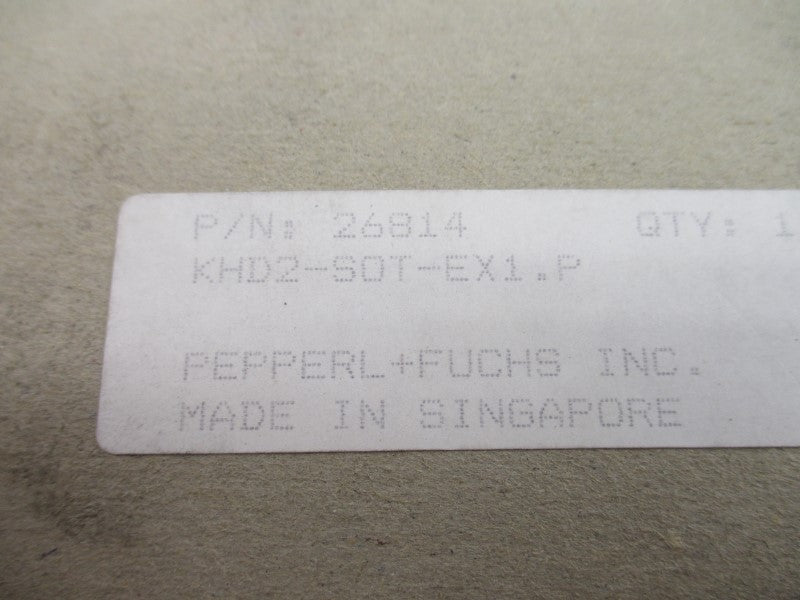 P/N: 26814 QTY: 1
KHD2-SOT-EX1.P
PEPPERL+FUCHS INC.
MADE IN SINGAPORE